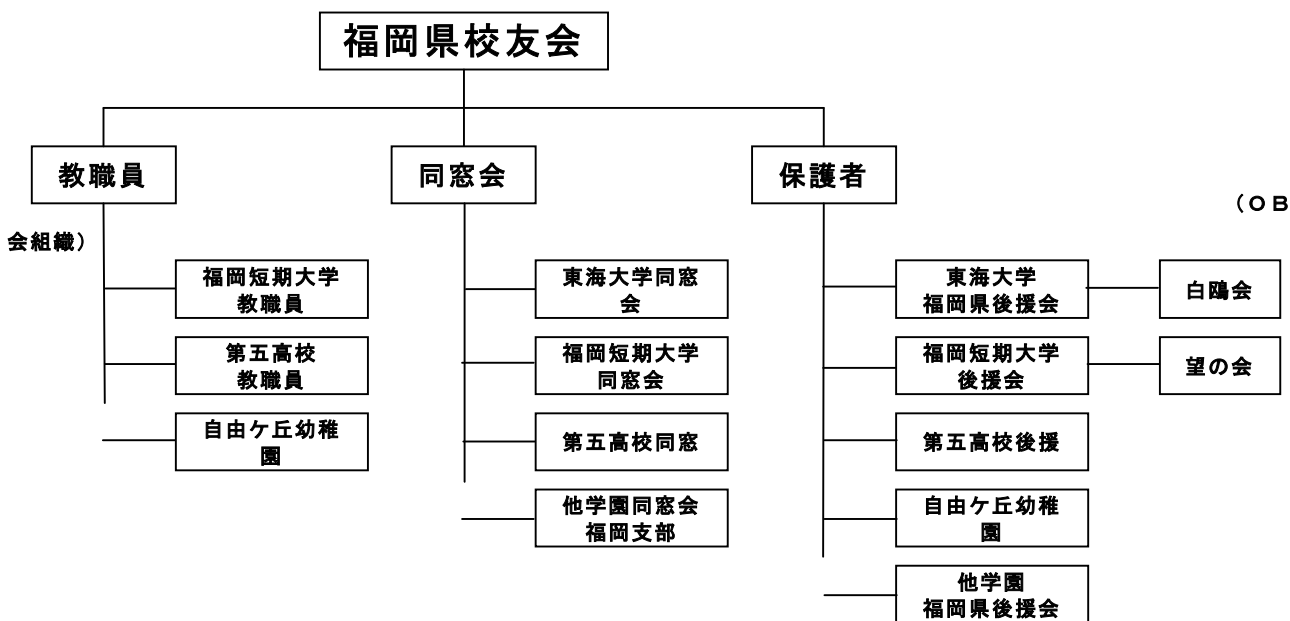 福岡県校友会
教職員
同窓会
保護者
（ＯＢ
会組織）
福岡短期大学
教職員
第五高校
教職員
自由ケ丘幼稚
園
東海大学同窓
会
福岡短期大学
同窓会
第五高校同窓
他学園同窓会
福岡支部
東海大学
福岡県後援会
白鴎会
福岡短期大学
後援会
望の会
第五高校後援
自由ケ丘幼稚
園
他学園
福岡県後援会